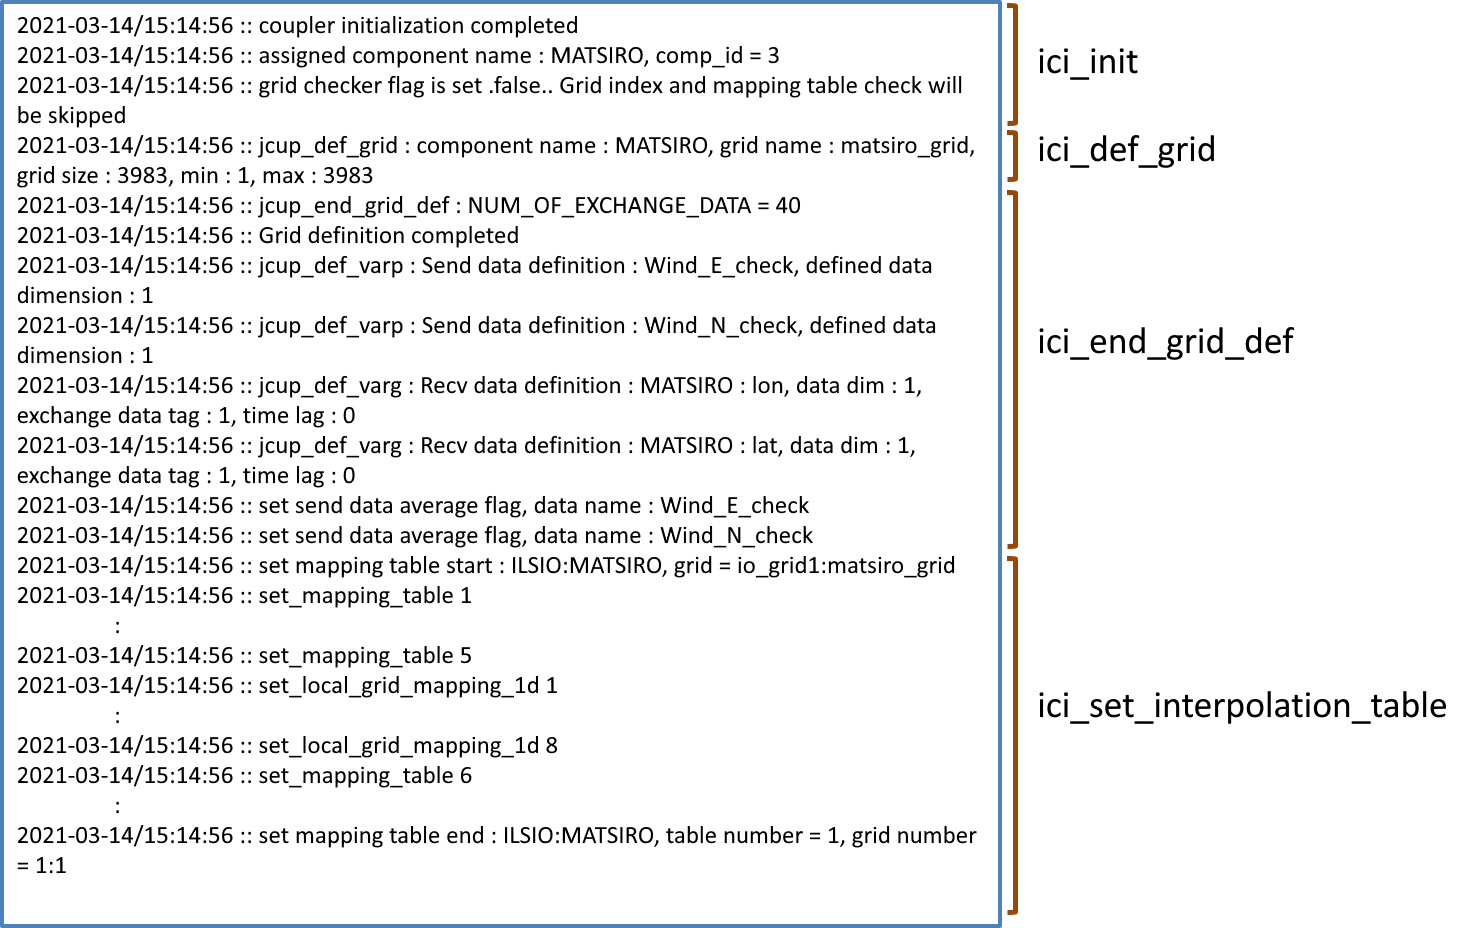 2021-03-14/15:14:56 :: coupler initialization completed
2021-03-14/15:14:56 :: assigned component name : MATSIRO, comp_id = 3
2021-03-14/15:14:56 :: grid checker flag is set .false.. Grid index and mapping table check will
be skipped
2021-03-14/15:14:56 :: jcup_def_grid : component name : MATSIRO, grid name : matsiro_grid,
grid size : 3983, min : 1, max : 3983
2021-03-14/15:14:56 :: jcup_end_grid_def : NUM_OF_EXCHANGE_DATA = 40
2021-03-14/15:14:56 :: Grid definition completed
2021-03-14/15:14:56 :: jcup_def_varp : Send data definition : Wind_E_check, defined data
dimension : 1
2021-03-14/15:14:56 :: jcup_def_varp : Send data definition : Wind_N_check, defined data
dimension : 1
2021-03-14/15:14:56 :: jcup_def_varg : Recv data definition : MATSIRO : lon, data dim : 1,
exchange data tag : 1, time lag : 0
2021-03-14/15:14:56 :: jcup_def_varg : Recv data definition : MATSIRO : lat, data dim : 1,
exchange data tag : 1, time lag : 0
2021-03-14/15:14:56 :: set send data average flag, data name : Wind_E_check
2021-03-14/15:14:56 :: set send data average flag, data name : Wind_N_check
2021-03-14/15:14:56 :: set mapping table start : ILSIO:MATSIRO, grid = io_grid1:matsiro_grid
2021-03-14/15:14:56 :: set_mapping_table 1
:
2021-03-14/15:14:56 :: set_mapping_table 5
2021-03-14/15:14:56 :: set_local_grid_mapping_1d 1
:
2021-03-14/15:14:56 :: set_local_grid_mapping_1d 8
2021-03-14/15:14:56 :: set_mapping_table 6
:
2021-03-14/15:14:56 :: set mapping table end : ILSIO:MATSIRO, table number = 1, grid number
= 1:1
ici_init
ici_def_grid
ici_end_grid_def
ici_set_interpolation_table